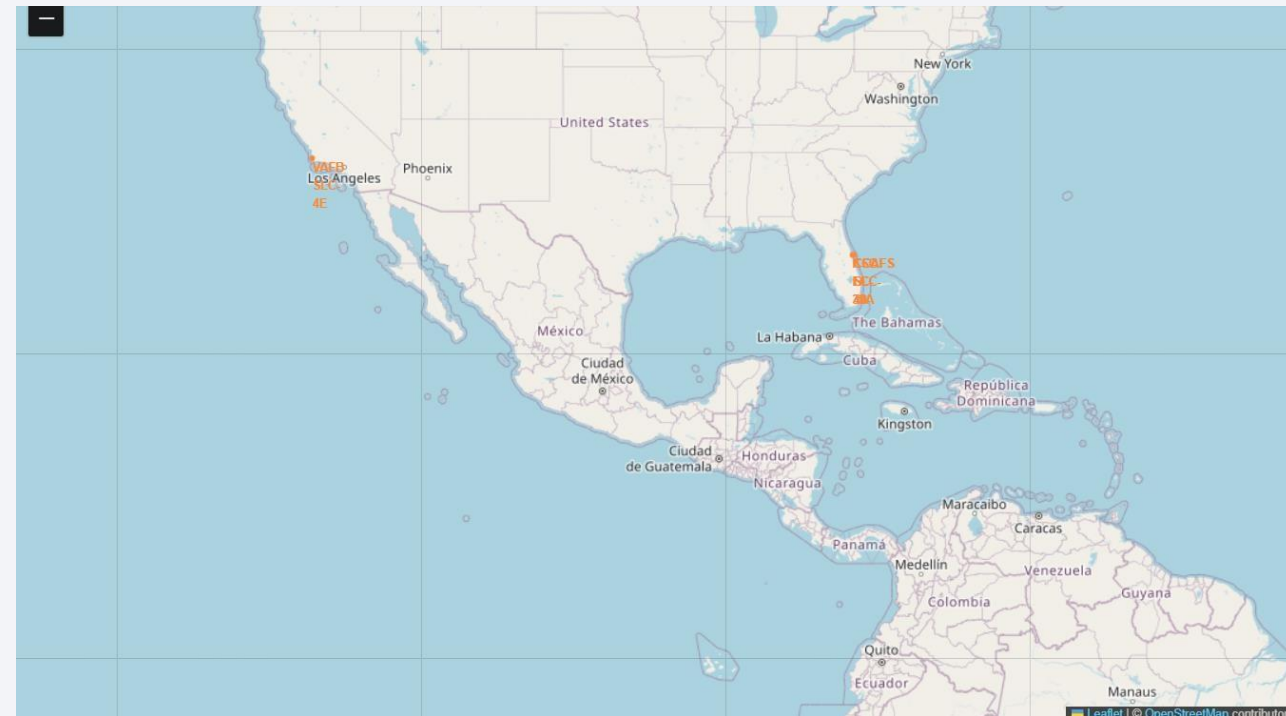 New York
Washington
United States
VAFB
Phoenix
Los Angeles
SLC
4E
The Bahamas
México
La Habana
Cuba
Ciudad
de México
República
Dominicana
Kingston
Ciudad
de Guatemala
Honduras
Nicaragua
Maracaibo
Caracas
Panamá
Medellín
Venezuela
Guyana
Colombia
Quito
Ecuador
Manaus
Leaflet | © OpenStreetMap contributor